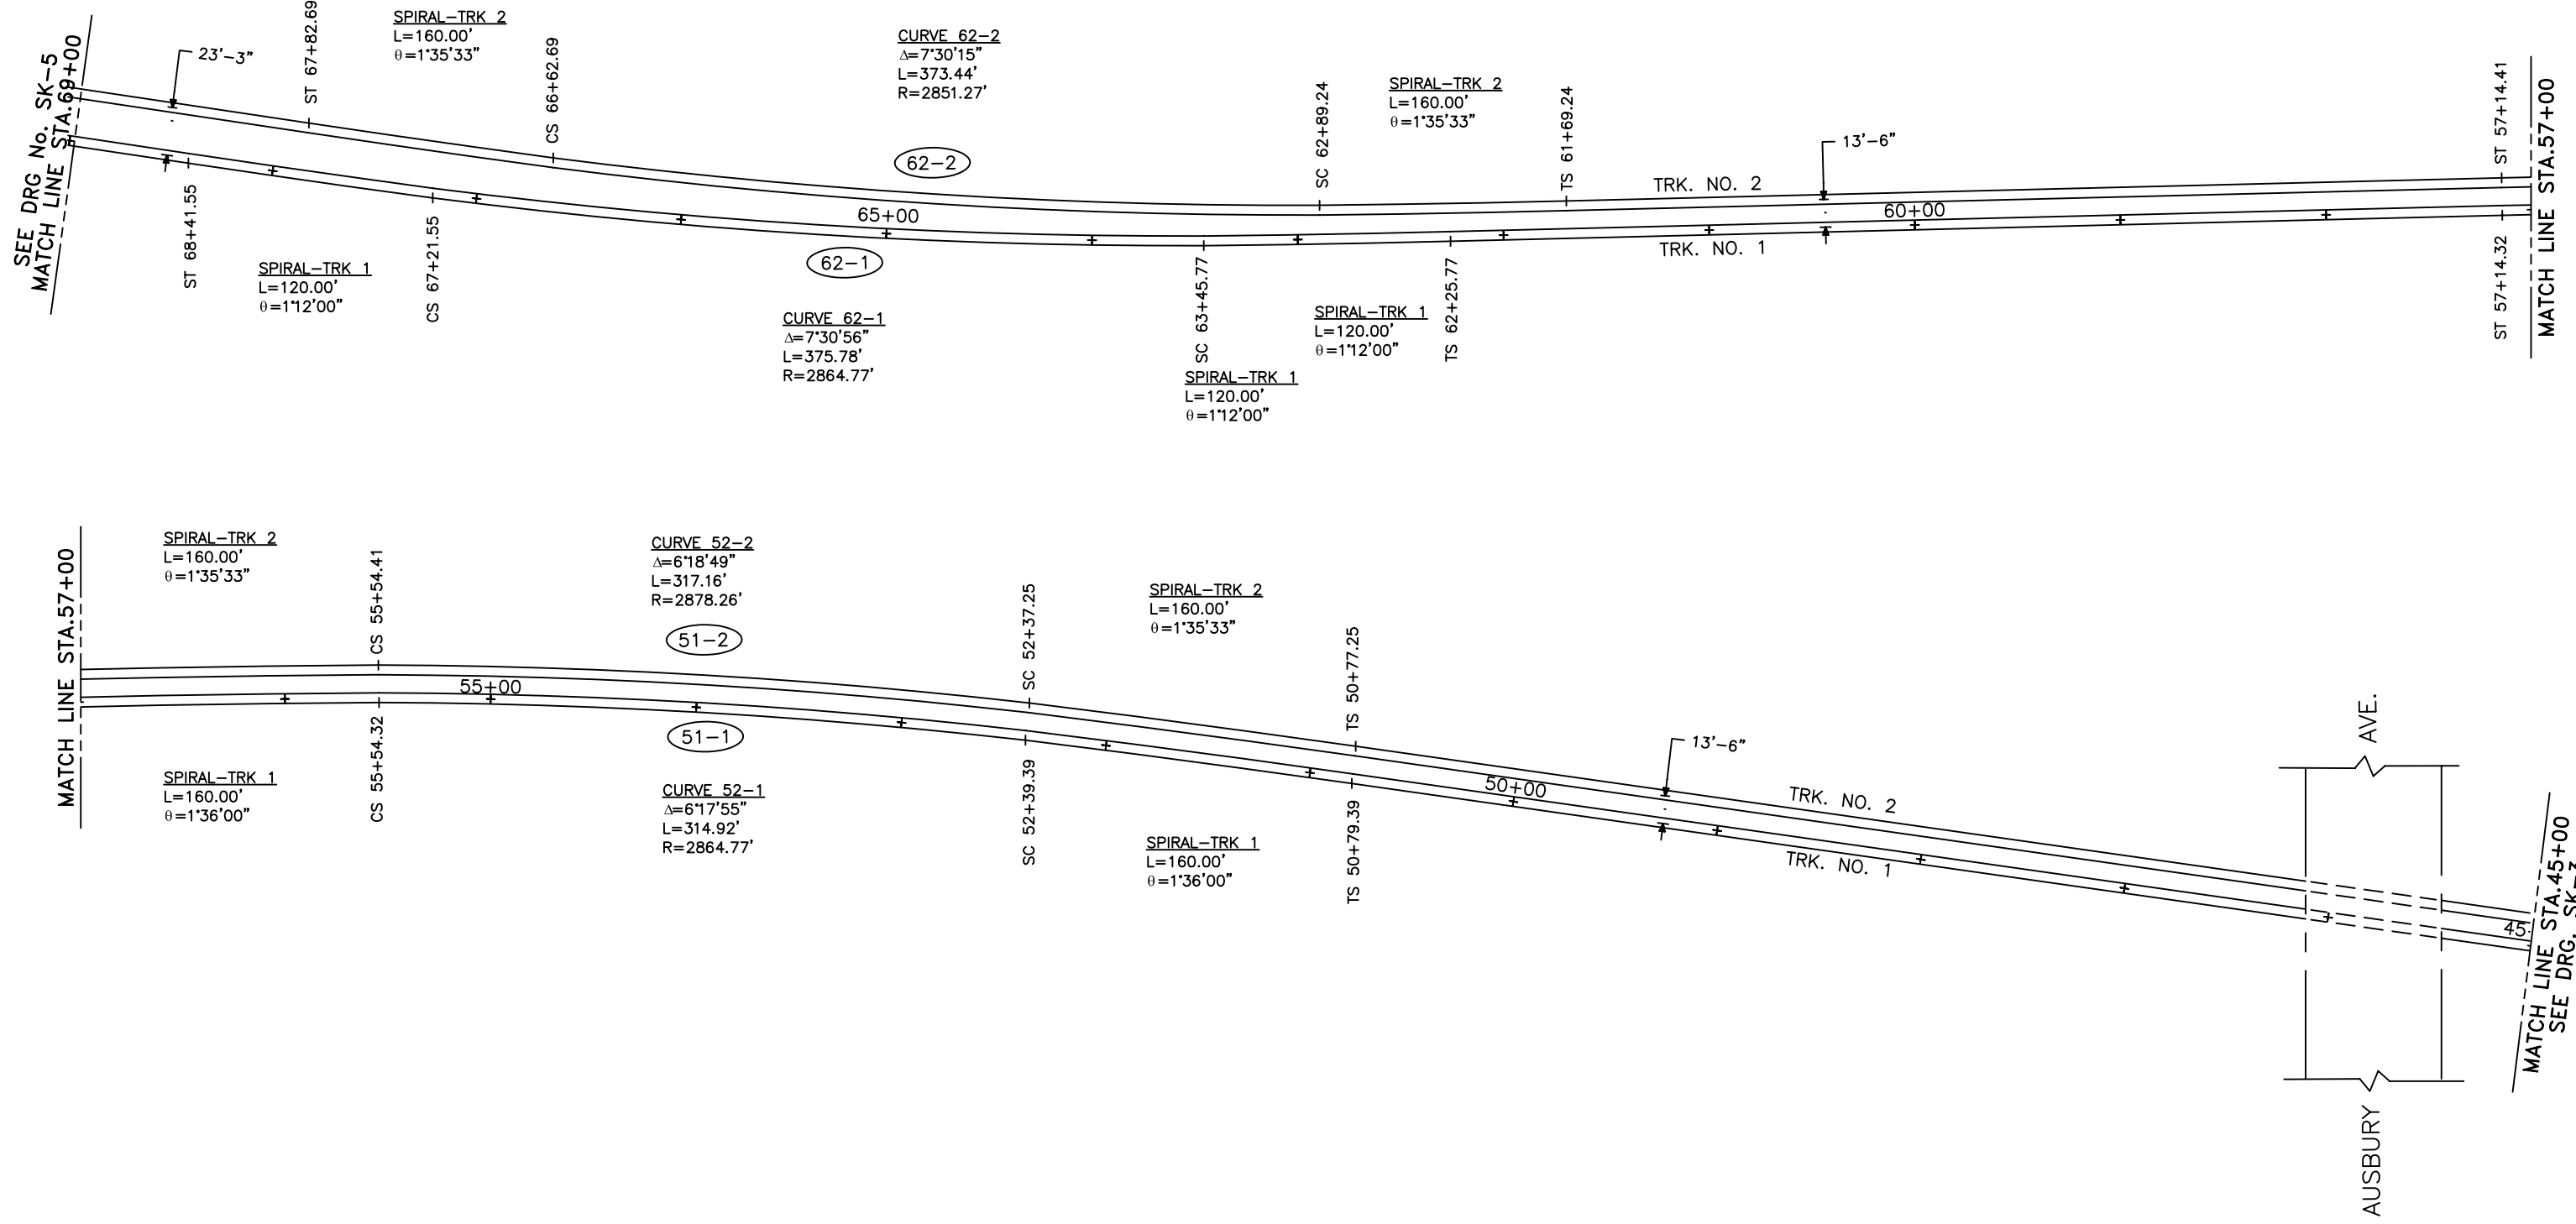 SEE DRG No. SK-5
MATCH LINE STA.69+00
23'-3"
ST 67+82.69
SPIRAL-TRK 2
L=160.00'
θ=1°35'33"
CS 66+62.69
CURVE 62-2
Δ=7°30'15"
L=373.44'
R=2851.27'
62-2
SC 62+89.24
SPIRAL-TRK 2
L=160.00'
θ=1°35'33"
TS 61+69.24
13'-6"
TRK. NO. 2
ST 57+14.41
MATCH LINE STA.57+00
65+00
60+00
TRK. NO. 1
ST 68+41.55
SPIRAL-TRK 1
L=120.00'
θ=1°12'00"
CS 67+21.55
62-1
CURVE 62-1
Δ=7°30'56"
L=375.78'
R=2864.77'
SC 63+45.77
SPIRAL-TRK 1
L=120.00'
θ=1°12'00"
SPIRAL-TRK 1
L=120.00'
θ=1°12'00"
TS 62+25.77
ST 57+14.32
MATCH LINE STA.57+00
SPIRAL-TRK 2
L=160.00'
θ=1°35'33"
CS 55+54.41
CURVE 52-2
Δ=6°18'49"
L=317.16'
R=2878.26'
51-2
SC 52+37.25
SPIRAL-TRK 2
L=160.00'
θ=1°35'33"
TS 50+77.25
55+00
50+00
13'-6"
TRK. NO. 2
TRK. NO. 1
SPIRAL-TRK 1
L=160.00'
θ=1°36'00"
CS 55+54.32
51-1
CURVE 52-1
Δ=6°17'55"
L=314.92'
R=2864.77'
SC 52+39.39
SPIRAL-TRK 1
L=160.00'
θ=1°36'00"
TS 50+79.39
AUSBURY AVE.
45
MATCH LINE STA.45+00
SEE DRG. SK-3